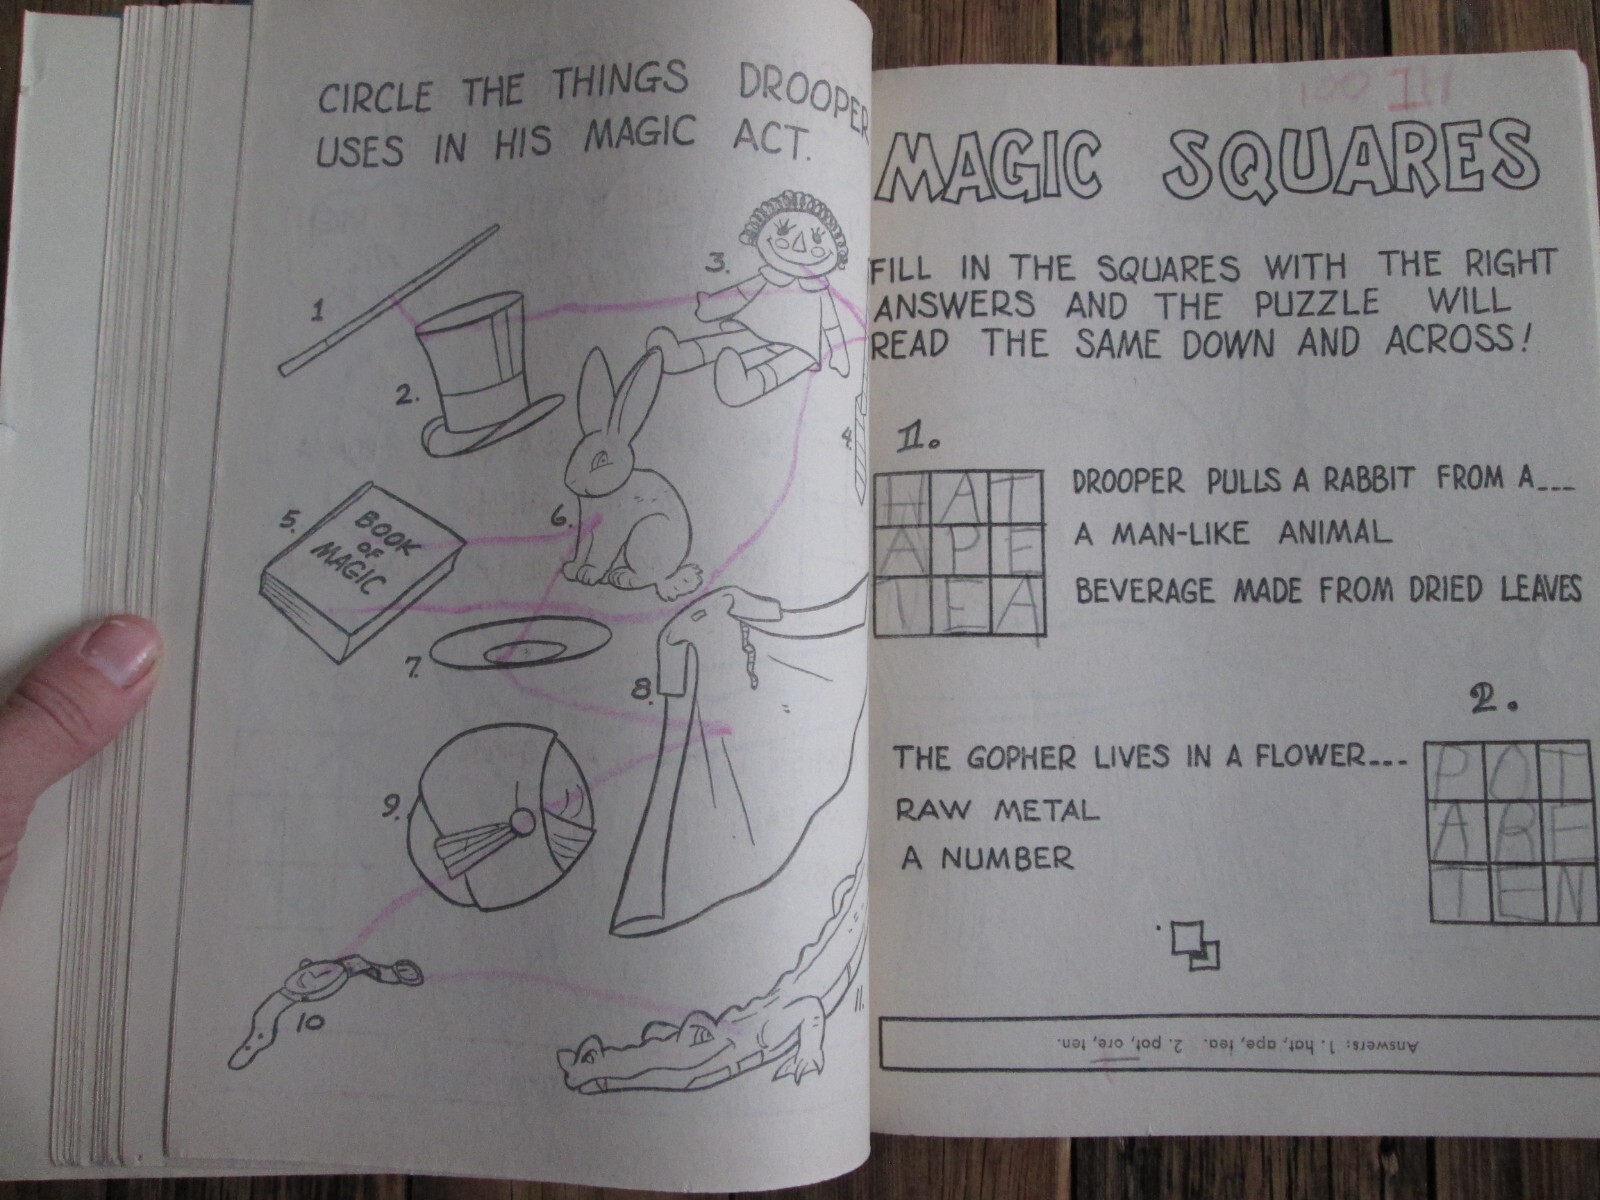 CIRCLE THE THINGS DROOPER
USES IN HIS MAGIC ACT.
1
2.
3.
4.
5.
BOOK
OF
MAGIC
6.
7.
8.
9.
10
11.
MAGIC SQUARES
FILL IN THE SQUARES WITH THE RIGHT
ANSWERS AND THE PUZZLE WILL
READ THE SAME DOWN AND ACROSS!
1.
HAT
APE
DROOPER PULLS A RABBIT FROM A___
A MAN-LIKE ANIMAL
BEVERAGE MADE FROM DRIED LEAVES
2.
THE GOPHER LIVES IN A FLOWER___
RAW METAL
A NUMBER
POT
ARE
TEN
Answers: 1. hat, ape, tea. 2. pot, ore, ten.